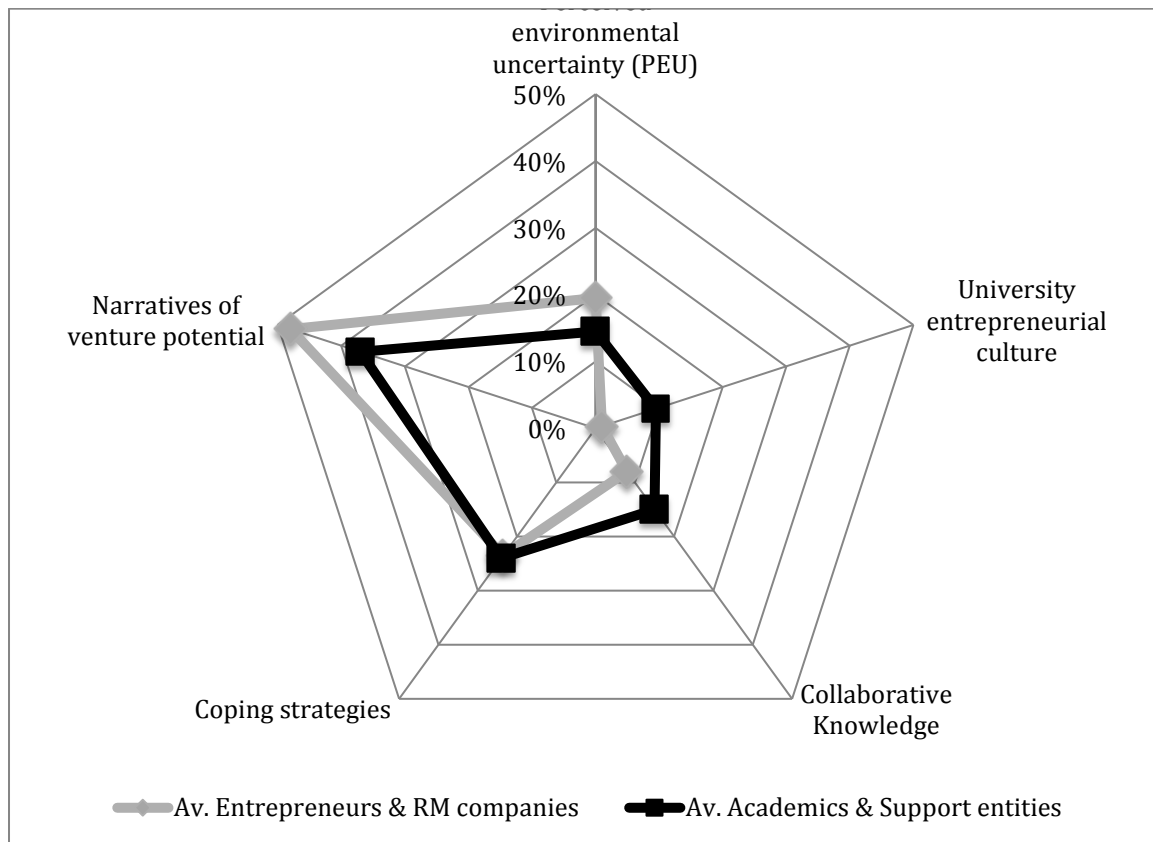 environmental
uncertainty (PEU)
50%
40%
30%
20%
10%
0%
University
entrepreneurial
culture
Narratives of
venture potential
Coping strategies
Collaborative
Knowledge
Av. Entrepreneurs & RM companies
Av. Academics & Support entities